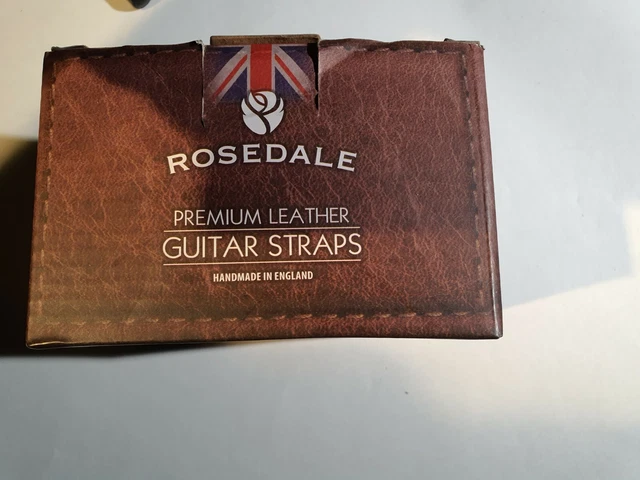 ROSEDALE
PREMIUM LEATHER
GUITAR STRAPS
HANDMADE IN ENGLAND